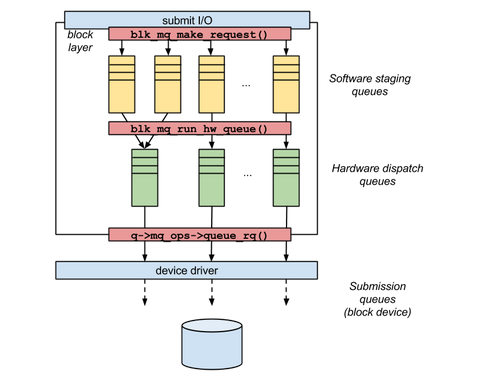 submit I/O
block
layer
blk_mq_make_request()
...
Software staging
queues
blk_mq_run_hw_queue()
...
Hardware dispatch
queues
q->mq_ops->queue_rq()
device driver
Submission
queues
(block device)